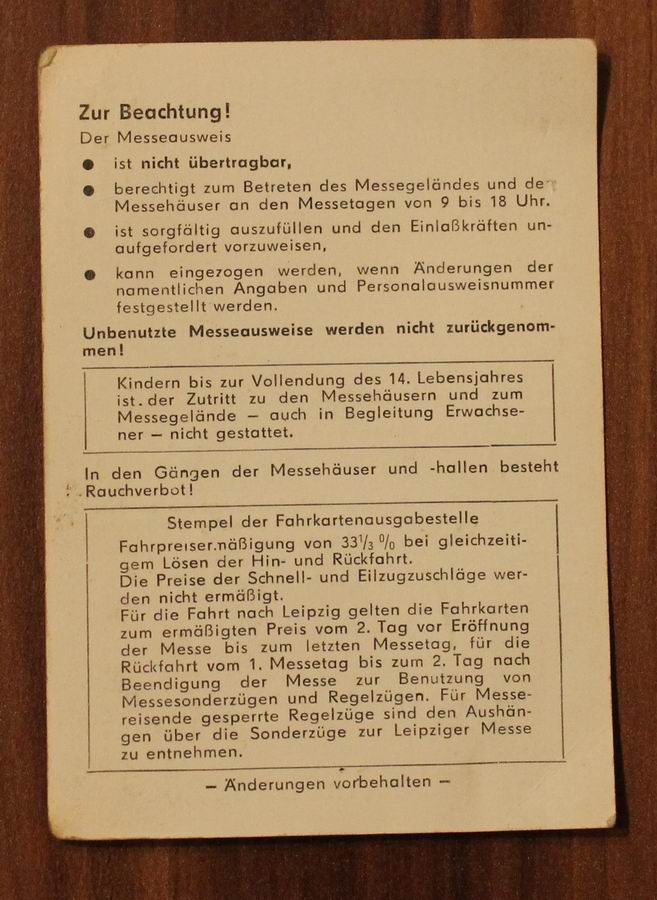 Zur Beachtung!
Der Messeausweis
● ist nicht übertragbar,
● berechtigt zum Betreten des Messegeländes und de
Messehäuser an den Messetagen von 9 bis 18 Uhr.
● ist sorgfältig auszufüllen und den Einlaßkräften un-
aufgefordert vorzuweisen,
● kann eingezogen werden, wenn Änderungen der
namentlichen Angaben und Personalausweisnummer
festgestellt werden.
Unbenutzte Messeausweise werden nicht zurückgenom-
men!
Kindern bis zur Vollendung des 14. Lebensjahres
ist.der Zutritt zu den Messehäusern und zum
Messegelände — auch in Begleitung Erwachse-
ner — nicht gestattet.
In den Gängen der Messehäuser und -hallen besteht
Rauchverbot!
Stempel der Fahrkartenausgabestelle
Fahrpreisermäßigung von 33⅓ % bei gleichzeiti-
gem Lösen der Hin- und Rückfahrt.
Die Preise der Schnell- und Eilzugzuschläge wer-
den nicht ermäßigt.
Für die Fahrt nach Leipzig gelten die Fahrkarten
zum ermäßigten Preis vom 2. Tag vor Eröffnung
der Messe bis zum letzten Messetag, für die
Rückfahrt vom 1. Messetag bis zum 2. Tag nach
Beendigung der Messe zur Benutzung von
Messesonderzügen und Regelzügen. Für Messe-
reisende gesperrte Regelzüge sind den Aushän-
gen über die Sonderzüge zur Leipziger Messe
zu entnehmen.
— Änderungen vorbehalten —